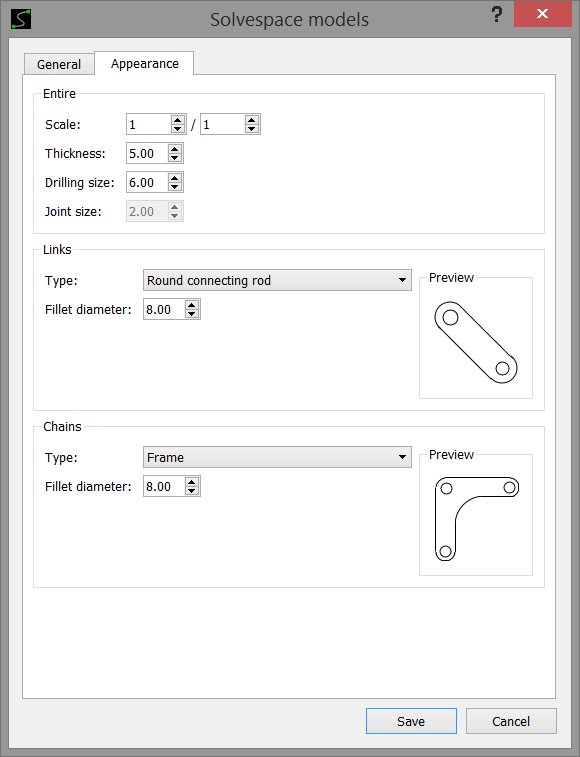 Solvespace models
?
General Appearance
Entire
Scale: 1 / 1
Thickness: 5.00
Drilling size: 6.00
Joint size: 2.00
Links
Type: Round connecting rod
Preview
Fillet diameter: 8.00
Chains
Type: Frame
Preview
Fillet diameter: 8.00
Save Cancel